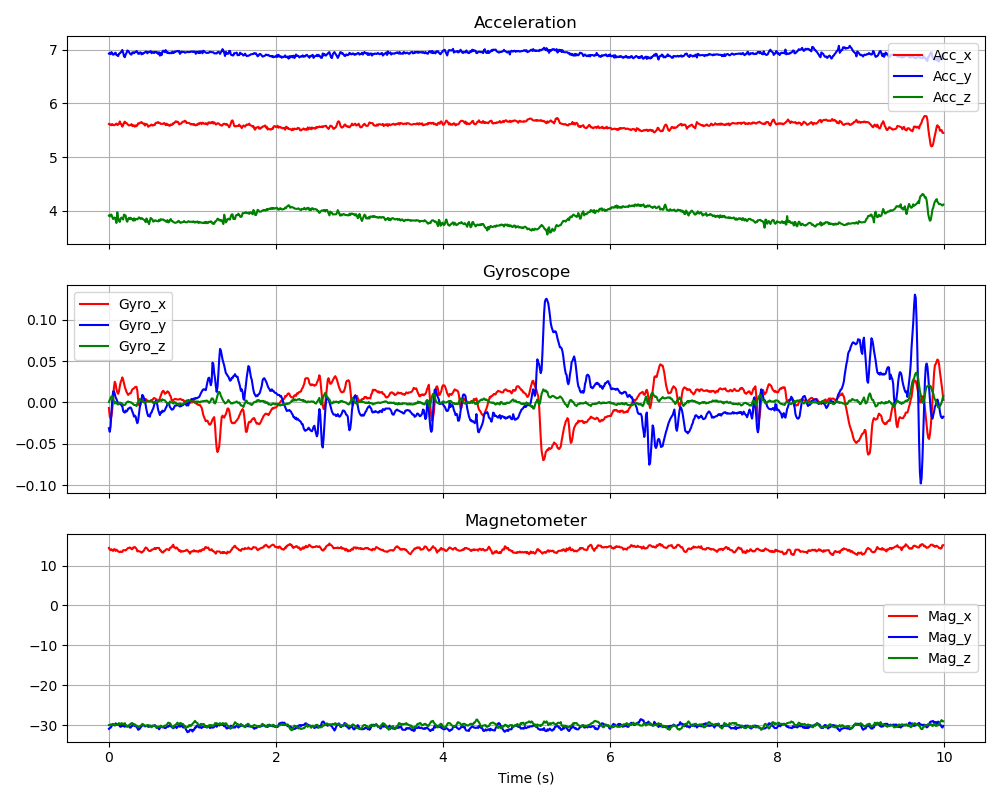 Acceleration
7
6
5
4
Acc_x
Acc_y
Acc_z
Gyroscope
0.10
0.05
0.00
−0.05
−0.10
Gyro_x
Gyro_y
Gyro_z
Magnetometer
10
0
−10
−20
−30
Mag_x
Mag_y
Mag_z
0 2 4 6 8 10
Time (s)